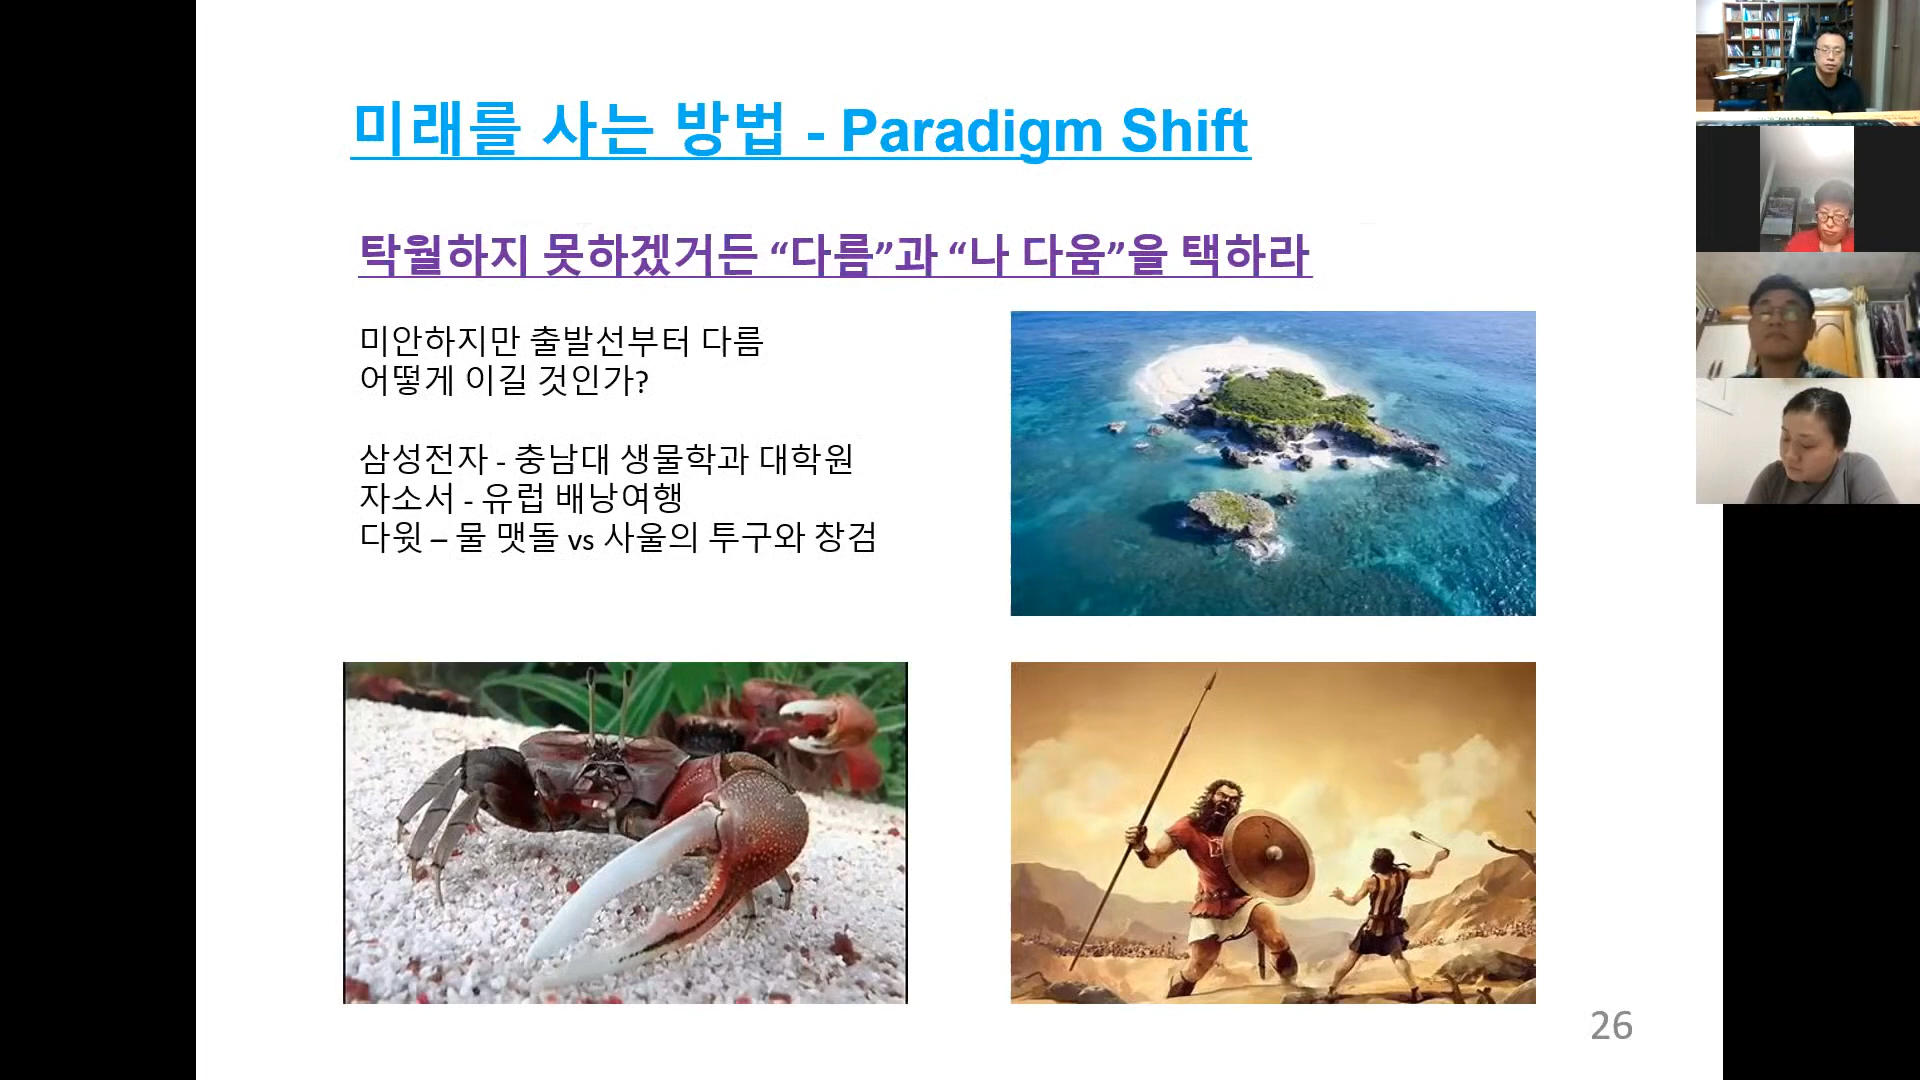 미래를 사는 방법 - Paradigm Shift
탁월하지 못하겠거든 “다름”과 “나 다움”을 택하라
미안하지만 출발선부터 다름
어떻게 이길 것인가?
삼성전자 - 충남대 생물학과 대학원
자소서 - 유럽 배낭여행
다윗 – 물 맷돌 vs 사울의 투구와 창검
26